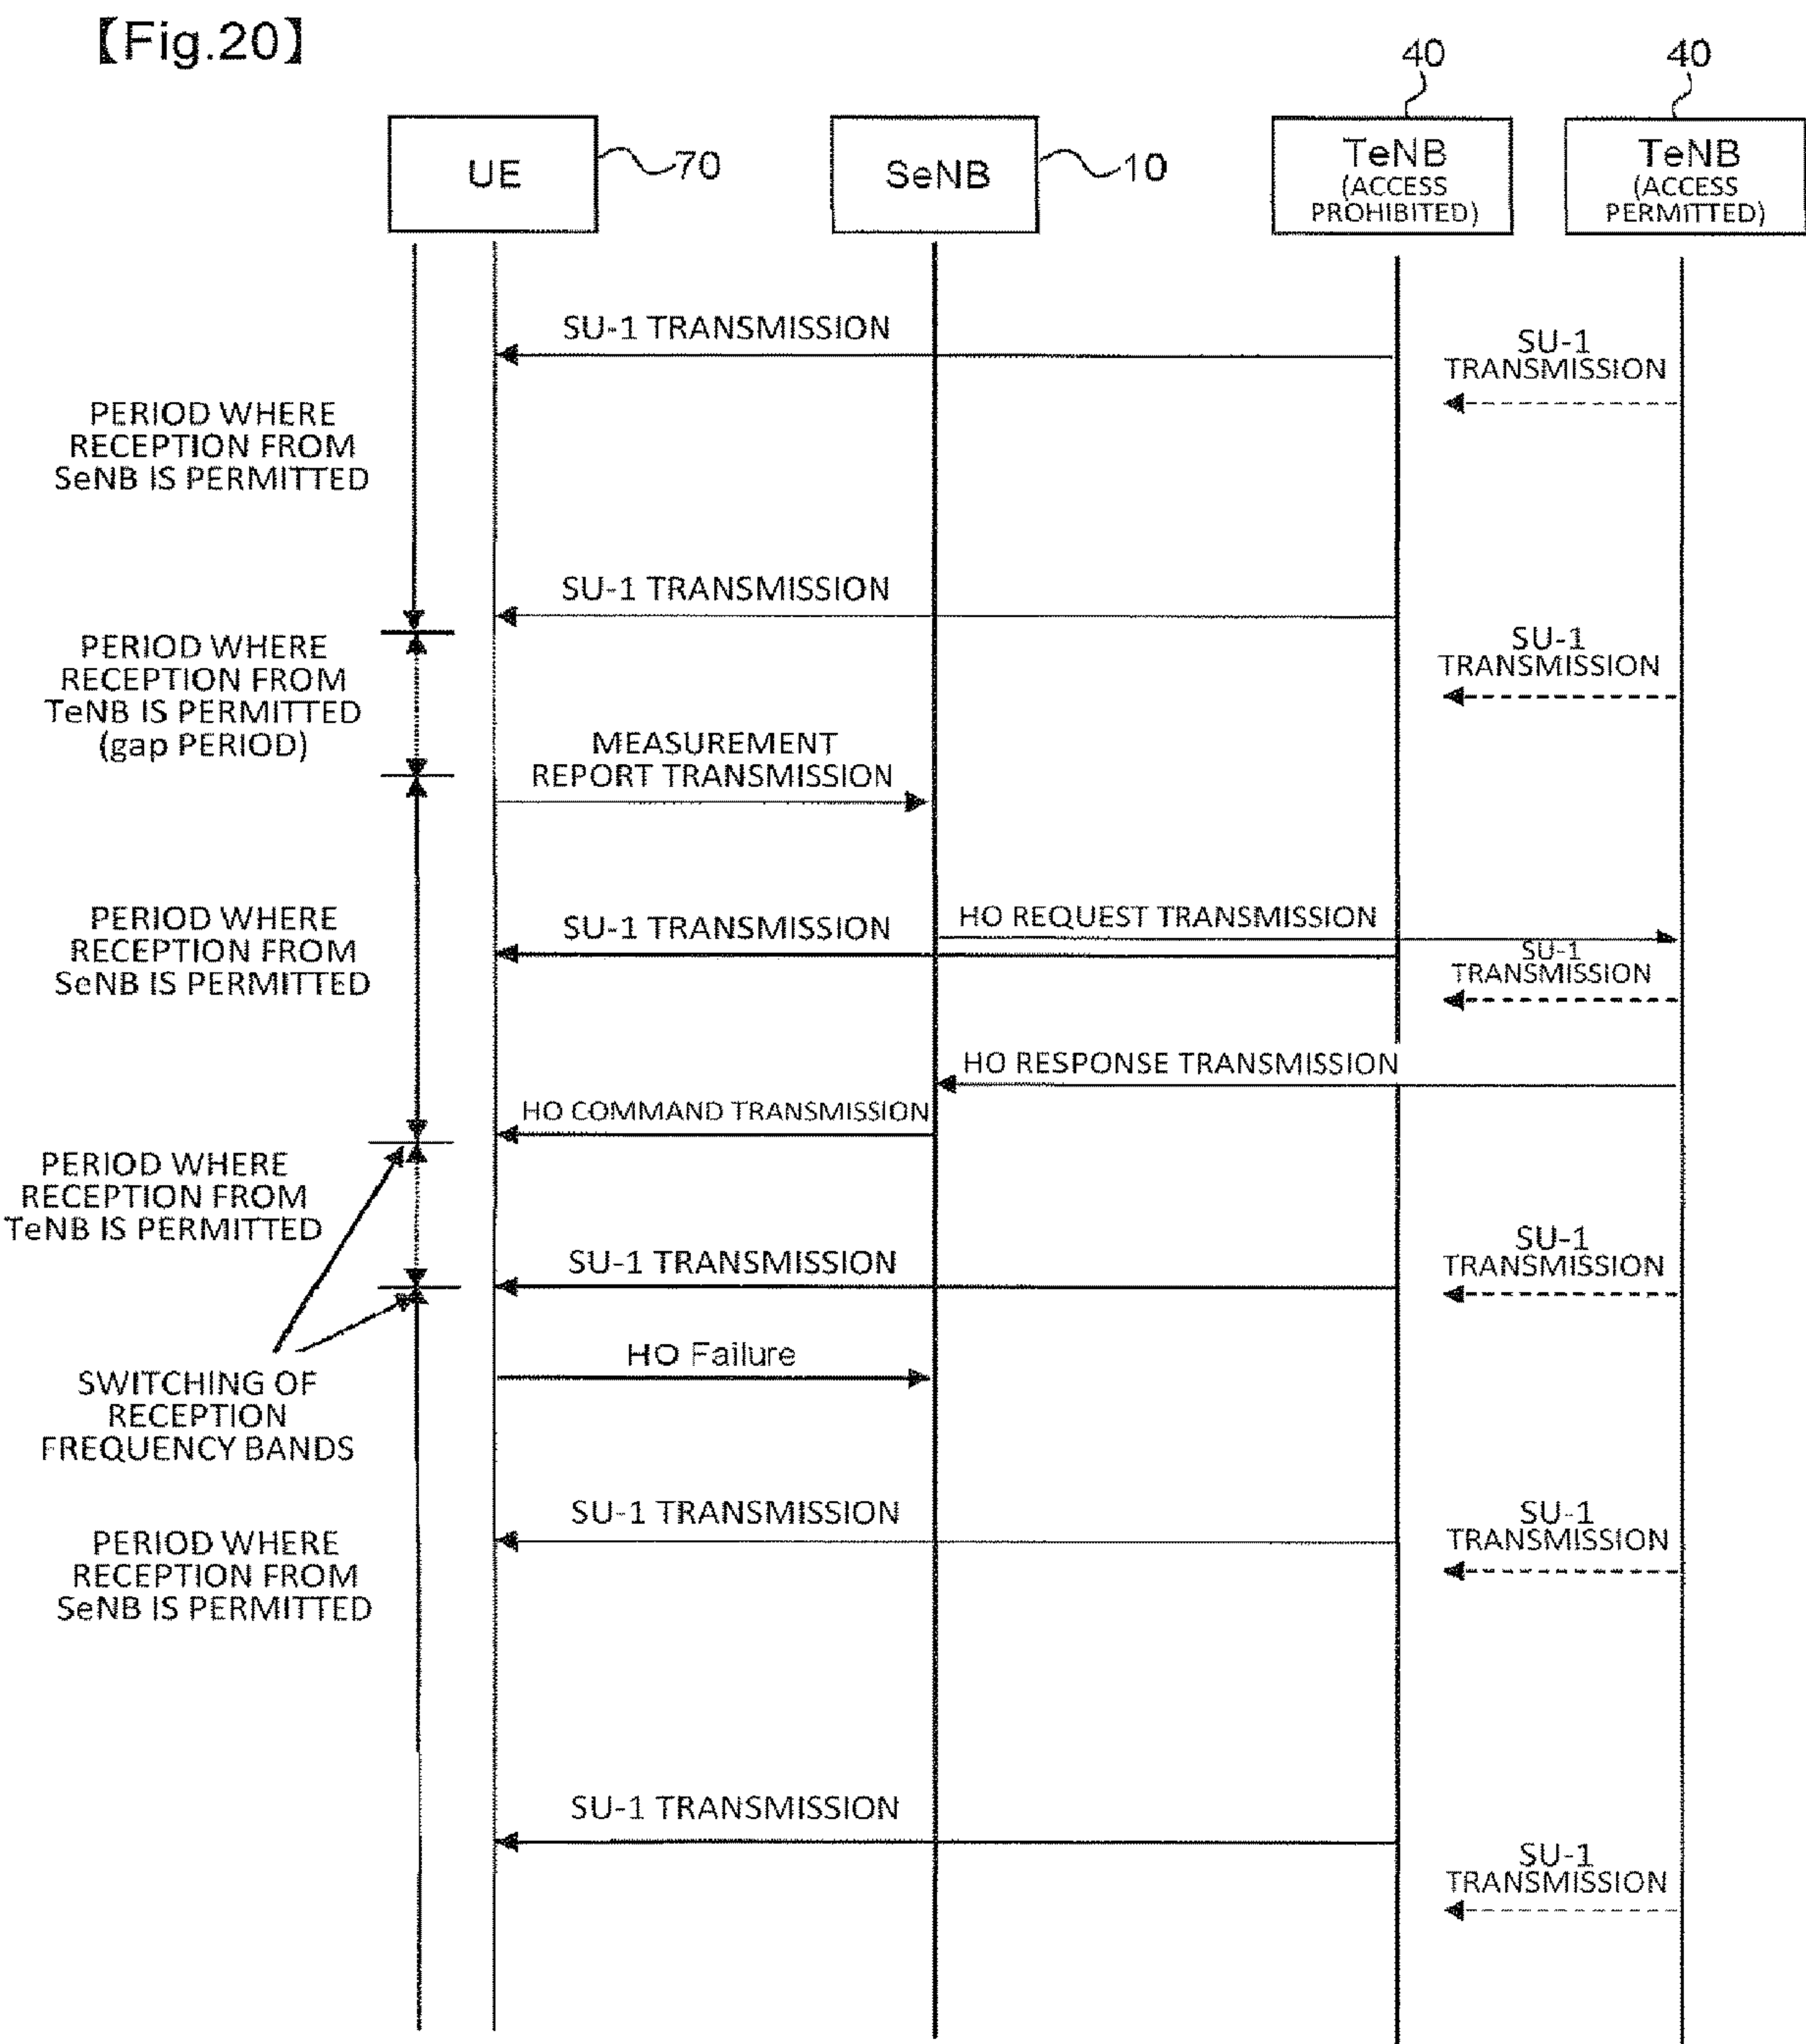 【Fig.20】
40
40
UE
70
SeNB
10
TeNB
(ACCESS
PROHIBITED)
TeNB
(ACCESS
PERMITTED)
SU-1 TRANSMISSION
SU-1
TRANSMISSION
PERIOD WHERE
RECEPTION FROM
SeNB IS PERMITTED
SU-1 TRANSMISSION
SU-1
TRANSMISSION
PERIOD WHERE
RECEPTION FROM
TeNB IS PERMITTED
(gap PERIOD)
MEASUREMENT
REPORT TRANSMISSION
PERIOD WHERE
RECEPTION FROM
SeNB IS PERMITTED
SU-1 TRANSMISSION
HO REQUEST TRANSMISSION
SU-1
TRANSMISSION
HO RESPONSE TRANSMISSION
HO COMMAND TRANSMISSION
PERIOD WHERE
RECEPTION FROM
TeNB IS PERMITTED
SU-1 TRANSMISSION
SU-1
TRANSMISSION
HO Failure
SWITCHING OF
RECEPTION
FREQUENCY BANDS
SU-1 TRANSMISSION
SU-1
TRANSMISSION
PERIOD WHERE
RECEPTION FROM
SeNB IS PERMITTED
SU-1 TRANSMISSION
SU-1
TRANSMISSION